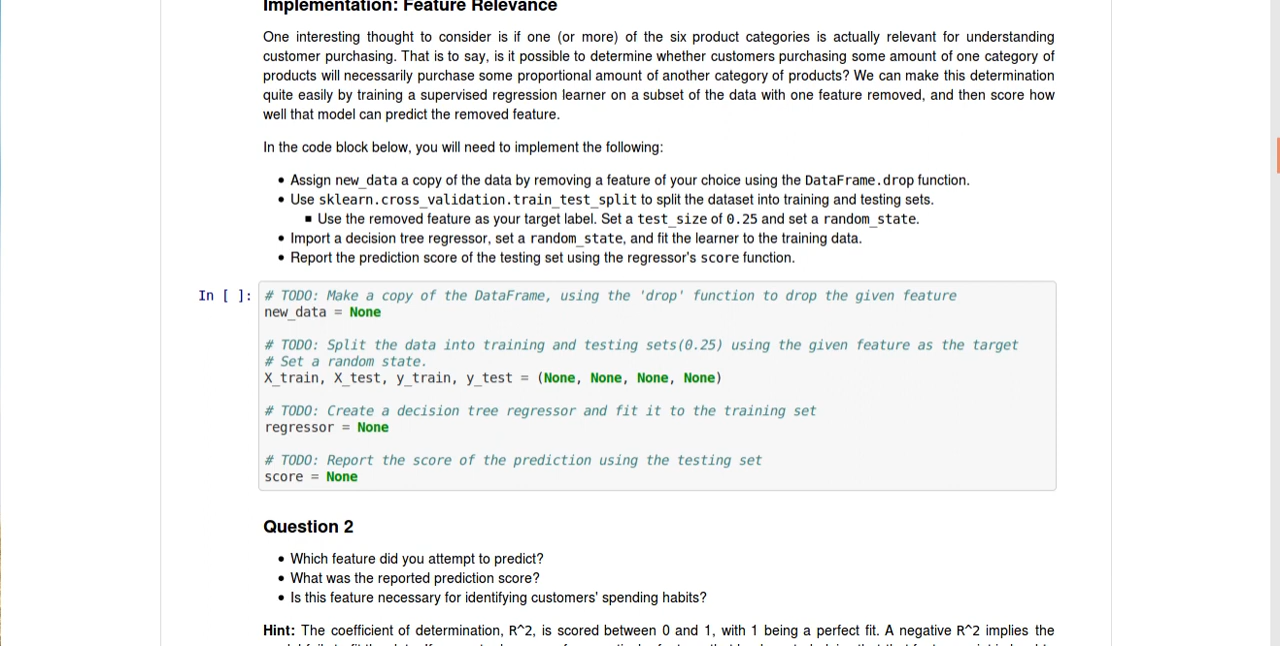 Implementation: Feature Relevance
One interesting thought to consider is if one (or more) of the six product categories is actually relevant for understanding
customer purchasing. That is to say, is it possible to determine whether customers purchasing some amount of one category of
products will necessarily purchase some proportional amount of another category of products? We can make this determination
quite easily by training a supervised regression learner on a subset of the data with one feature removed, and then score how
well that model can predict the removed feature.
In the code block below, you will need to implement the following:
• Assign new_data a copy of the data by removing a feature of your choice using the DataFrame.drop function.
• Use sklearn.cross_validation.train_test_split to split the dataset into training and testing sets.
▪ Use the removed feature as your target label. Set a test_size of 0.25 and set a random_state.
• Import a decision tree regressor, set a random_state, and fit the learner to the training data.
• Report the prediction score of the testing set using the regressor's score function.
In [ ]: # TODO: Make a copy of the DataFrame, using the 'drop' function to drop the given feature
new_data = None
# TODO: Split the data into training and testing sets(0.25) using the given feature as the target
# Set a random state.
X_train, X_test, y_train, y_test = (None, None, None, None)
# TODO: Create a decision tree regressor and fit it to the training set
regressor = None
# TODO: Report the score of the prediction using the testing set
score = None
Question 2
• Which feature did you attempt to predict?
• What was the reported prediction score?
• Is this feature necessary for identifying customers' spending habits?
Hint: The coefficient of determination, R^2, is scored between 0 and 1, with 1 being a perfect fit. A negative R^2 implies the